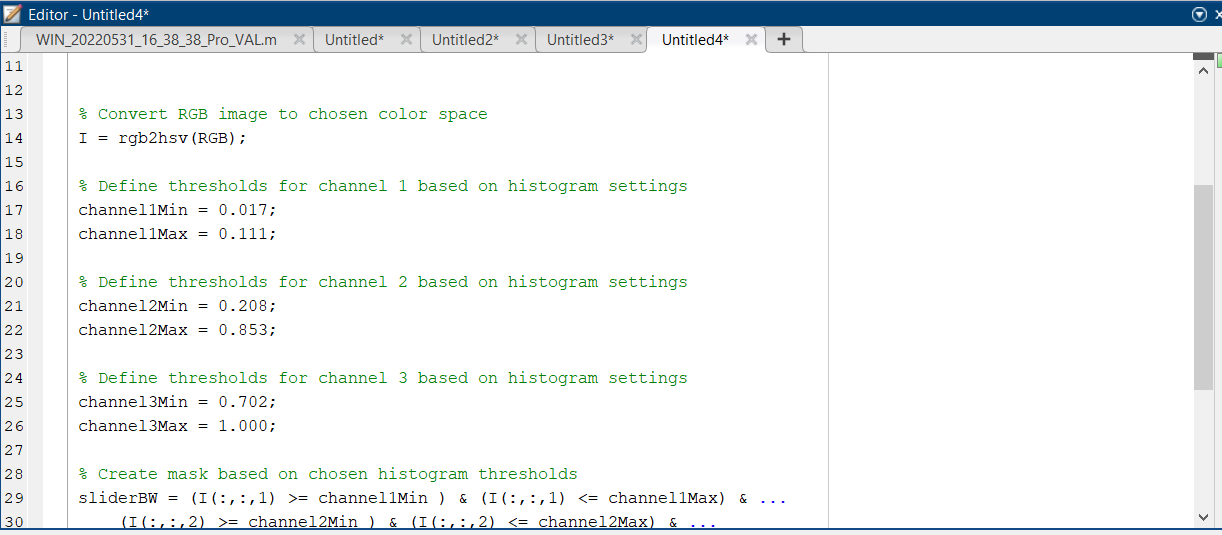 Editor - Untitled4*
WIN_20220531_16_38_38_Pro_VAL.m Untitled* Untitled2* Untitled3* Untitled4*
11
12
13 % Convert RGB image to chosen color space
14 I = rgb2hsv(RGB);
15
16 % Define thresholds for channel 1 based on histogram settings
17 channel1Min = 0.017;
18 channel1Max = 0.111;
19
20 % Define thresholds for channel 2 based on histogram settings
21 channel2Min = 0.208;
22 channel2Max = 0.853;
23
24 % Define thresholds for channel 3 based on histogram settings
25 channel3Min = 0.702;
26 channel3Max = 1.000;
27
28 % Create mask based on chosen histogram thresholds
29 sliderBW = (I(:,:,1) >= channel1Min ) & (I(:,:,1) <= channel1Max) & ...
30 (I(:,:,2) >= channel2Min ) & (I(:,:,2) <= channel2Max) & ...